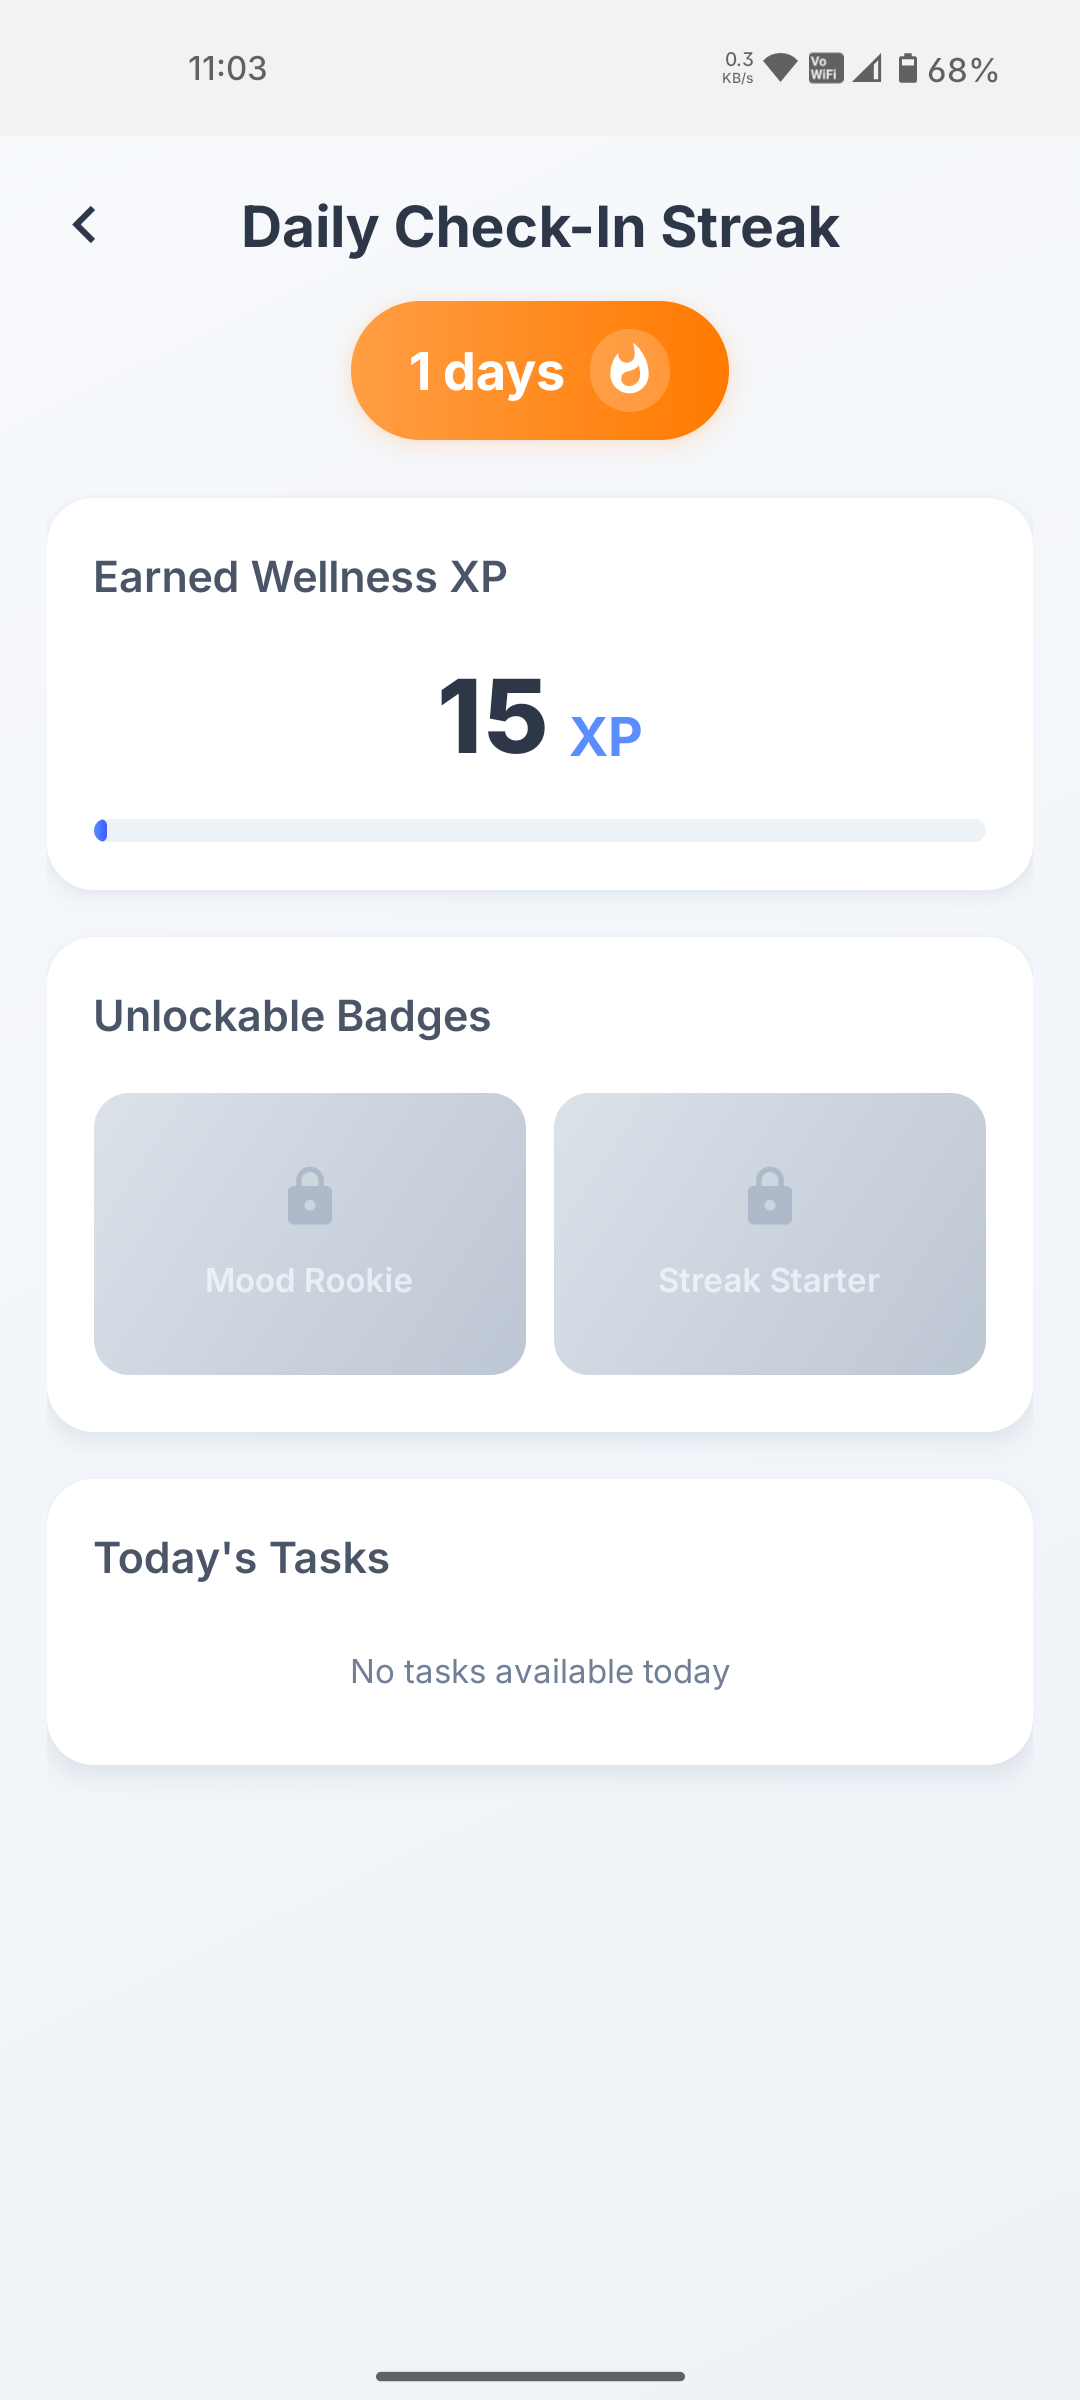 11:03
0.3
KB/s
Vo
WiFi
68%
Daily Check-In Streak
1 days
Earned Wellness XP
15 XP
Unlockable Badges
Mood Rookie
Streak Starter
Today's Tasks
No tasks available today